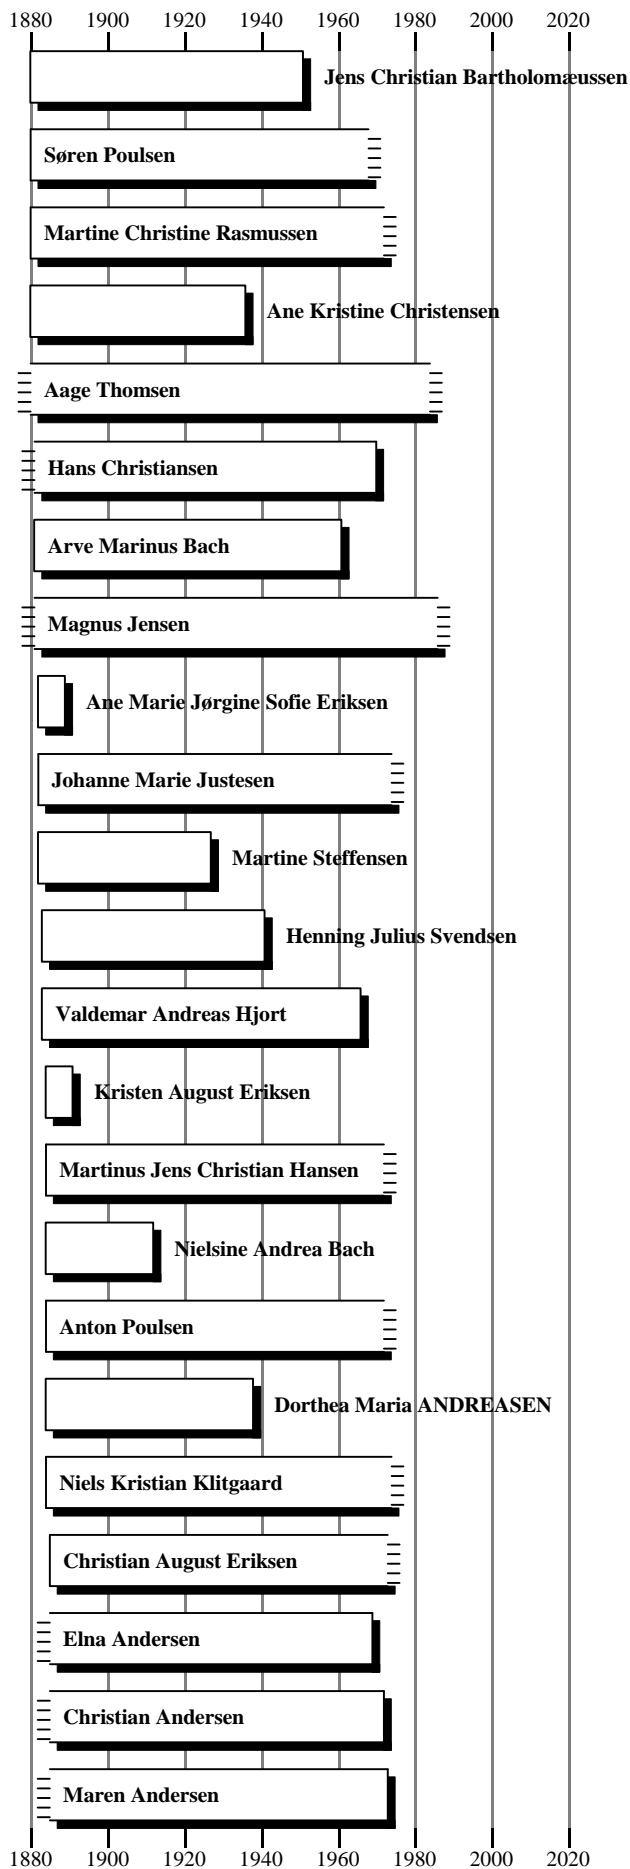 1880 1900 1920 1940 1960 1980 2000 2020
Jens Christian Bartholomæussen
Søren Poulsen
Martine Christine Rasmussen
Ane Kristine Christensen
Aage Thomsen
Hans Christiansen
Arve Marinus Bach
Magnus Jensen
Ane Marie Jørgine Sofie Eriksen
Johanne Marie Justesen
Martine Steffensen
Henning Julius Svendsen
Valdemar Andreas Hjort
Kristen August Eriksen
Martinus Jens Christian Hansen
Nielsine Andrea Bach
Anton Poulsen
Dorthea Maria ANDREASEN
Niels Kristian Klitgaard
Christian August Eriksen
Elna Andersen
Christian Andersen
Maren Andersen
1880 1900 1920 1940 1960 1980 2000 2020